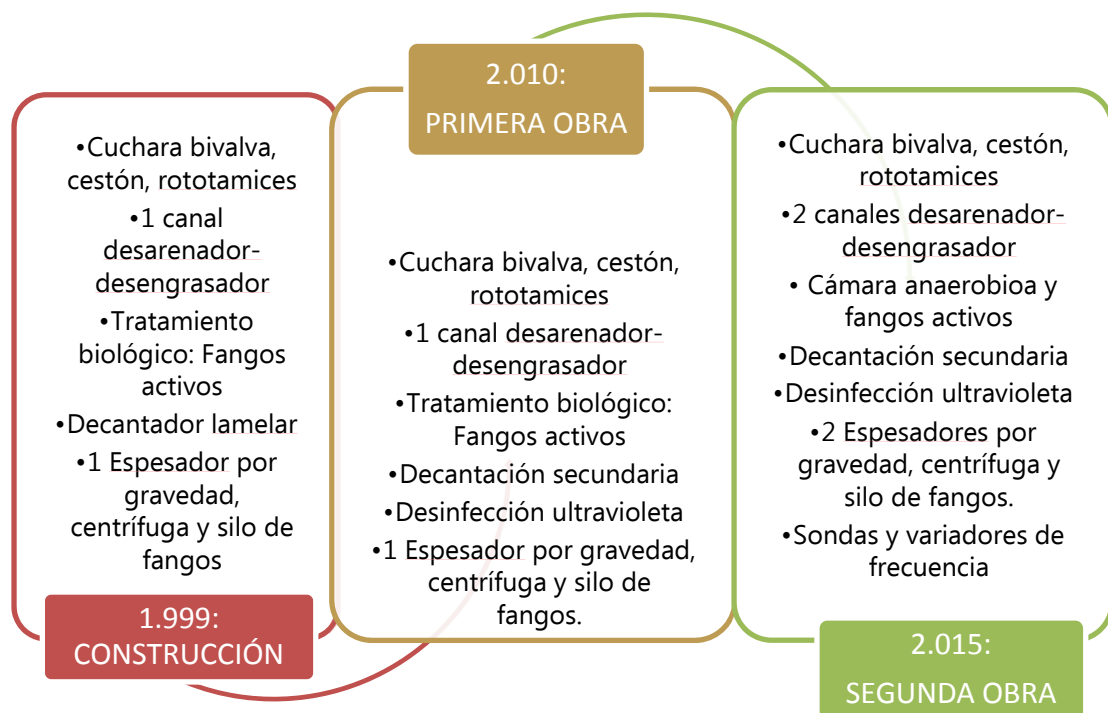 •Cuchara bivalva,
cestón, rototamices
•1 canal
desarenador-
desengrasador
•Tratamiento
biológico: Fangos
activos
•Decantador lamelar
•1 Espesador por
gravedad,
centrífuga y silo de
fangos
1.999:
CONSTRUCCIÓN
2.010:
PRIMERA OBRA
•Cuchara bivalva, cestón,
rototamices
•1 canal desarenador-
desengrasador
•Tratamiento biológico:
Fangos activos
•Decantación secundaria
•Desinfección ultravioleta
•1 Espesador por gravedad,
centrífuga y silo de
fangos.
•Cuchara bivalva, cestón,
rototamices
•2 canales desarenador-
desengrasador
• Cámara anaerobioa y
fangos activos
•Decantación secundaria
•Desinfección ultravioleta
•2 Espesadores por
gravedad, centrífuga y
silo de fangos.
•Sondas y variadores de
frecuencia
2.015:
SEGUNDA OBRA